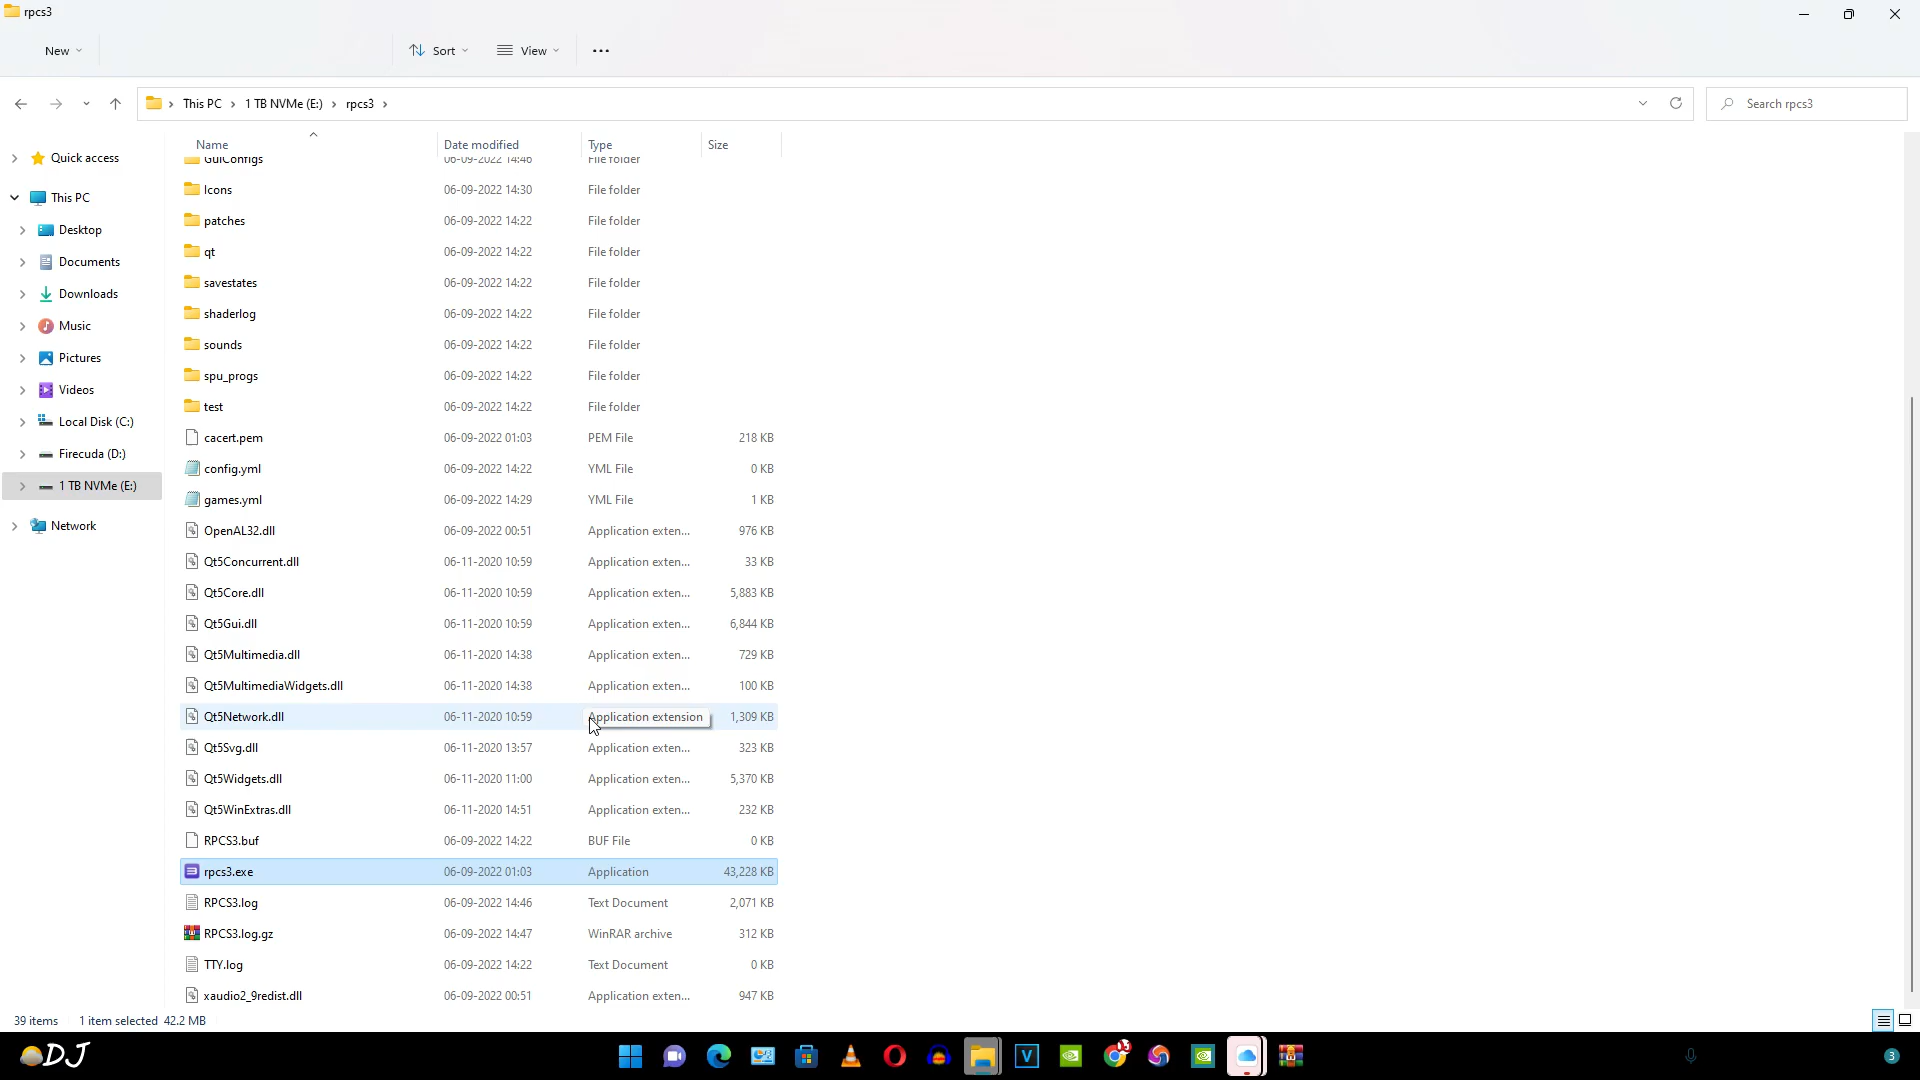 rpcs3
New
Sort
View
This PC
1 TB NVMe (E:)
rpcs3
Search rpcs3
Name
Date modified
Type
Size
Quick access
This PC
Desktop
Documents
Downloads
Music
Pictures
Videos
Local Disk (C:)
Firecuda (D:)
1 TB NVMe (E:)
Network
GuiConfigs 06-09-2022 14:46 File folder
Icons 06-09-2022 14:30 File folder
patches 06-09-2022 14:22 File folder
qt 06-09-2022 14:22 File folder
savestates 06-09-2022 14:22 File folder
shaderlog 06-09-2022 14:22 File folder
sounds 06-09-2022 14:22 File folder
spu_progs 06-09-2022 14:22 File folder
test 06-09-2022 14:22 File folder
cacert.pem 06-09-2022 01:03 PEM File 218 KB
config.yml 06-09-2022 14:22 YML File 0 KB
games.yml 06-09-2022 14:29 YML File 1 KB
OpenAL32.dll 06-09-2022 00:51 Application exten... 976 KB
Qt5Concurrent.dll 06-11-2020 10:59 Application exten... 33 KB
Qt5Core.dll 06-11-2020 10:59 Application exten... 5,883 KB
Qt5Gui.dll 06-11-2020 10:59 Application exten... 6,844 KB
Qt5Multimedia.dll 06-11-2020 14:38 Application exten... 729 KB
Qt5MultimediaWidgets.dll 06-11-2020 14:38 Application exten... 100 KB
Qt5Network.dll 06-11-2020 10:59 Application extension 1,309 KB
Qt5Svg.dll 06-11-2020 13:57 Application exten... 323 KB
Qt5Widgets.dll 06-11-2020 11:00 Application exten... 5,370 KB
Qt5WinExtras.dll 06-11-2020 14:51 Application exten... 232 KB
RPCS3.buf 06-09-2022 14:22 BUF File 0 KB
rpcs3.exe 06-09-2022 01:03 Application 43,228 KB
RPCS3.log 06-09-2022 14:46 Text Document 2,071 KB
RPCS3.log.gz 06-09-2022 14:47 WinRAR archive 312 KB
TTY.log 06-09-2022 14:22 Text Document 0 KB
xaudio2_9redist.dll 06-09-2022 00:51 Application exten... 947 KB
39 items 1 item selected 42.2 MB
DJ
V
3